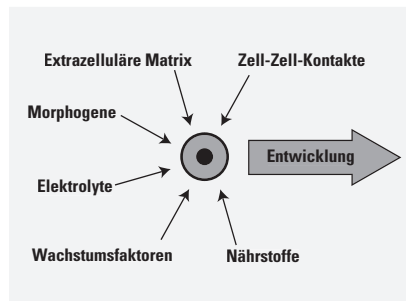 Extrazelluläre Matrix
Zell-Zell-Kontakte
Morphogene
Entwicklung
Elektrolyte
Wachstumsfaktoren
Nährstoffe